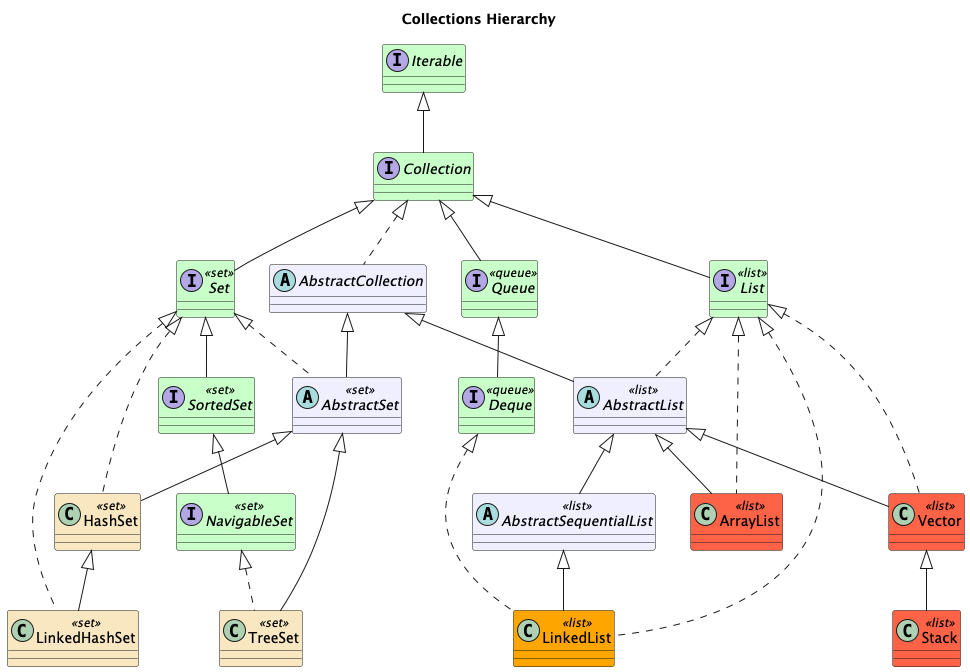 Collections Hierarchy
I Iterable
I Collection
I «set»
Set
A AbstractCollection
I «queue»
Queue
I «list»
List
I «set»
SortedSet
A «set»
AbstractSet
I «queue»
Deque
A «list»
AbstractList
C «set»
HashSet
I «set»
NavigableSet
A «list»
AbstractSequentialList
C «list»
ArrayList
C «list»
Vector
C «set»
LinkedHashSet
C «set»
TreeSet
C «list»
LinkedList
C «list»
Stack